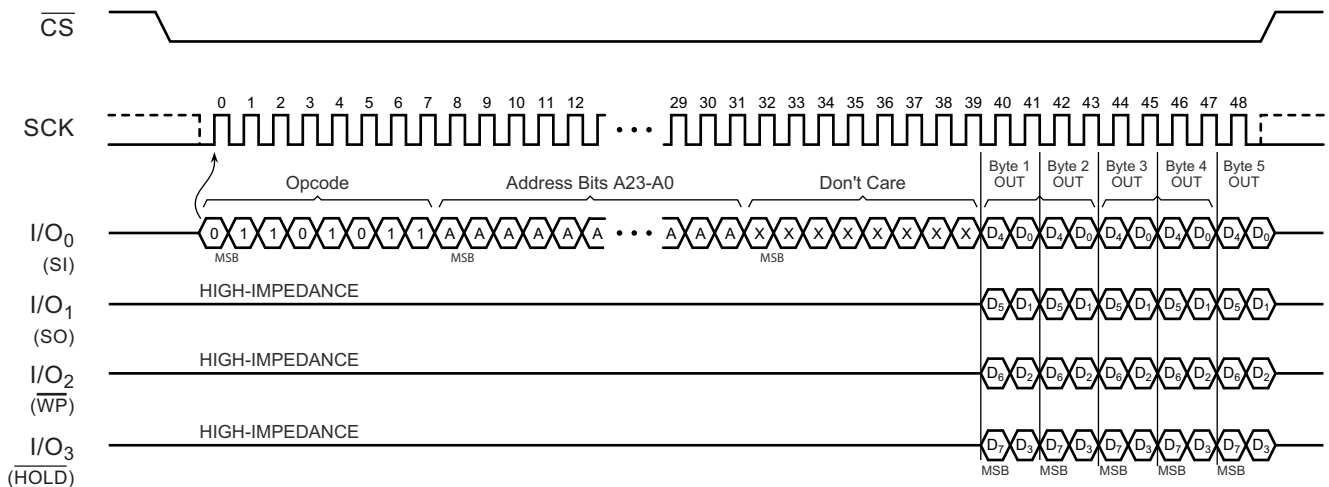 CS
0 1 2 3 4 5 6 7 8 9 10 11 12 29 30 31 32 33 34 35 36 37 38 39 40 41 42 43 44 45 46 47 48
SCK
Byte 1 OUT Byte 2 OUT Byte 3 OUT Byte 4 OUT Byte 5 OUT
Opcode Address Bits A23-A0 Don't Care
I/O0 (SI) 0 1 1 0 1 0 1 1 A A A A A A A A A X X X X X X X X D4 D0 D4 D0 D4 D0 D4 D0 D4 D0
MSB MSB MSB
I/O1 (SO) HIGH-IMPEDANCE D5 D1 D5 D1 D5 D1 D5 D1 D5 D1
I/O2 (WP) HIGH-IMPEDANCE D6 D2 D6 D2 D6 D2 D6 D2 D6 D2
I/O3 (HOLD) HIGH-IMPEDANCE D7 D3 D7 D3 D7 D3 D7 D3 D7 D3
MSB MSB MSB MSB MSB